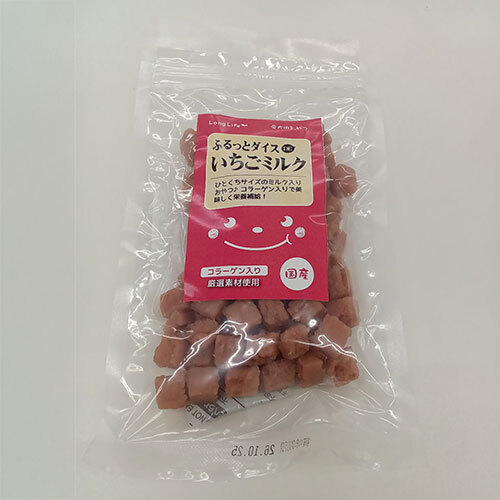 LongLife
ふるっとダイス
いちごミルク
ひとくちサイズのミルク入り
おやつ♪コラーゲン入りで美
味しく栄養補給！
コラーゲン入り
厳選素材使用
国産
26.10.25